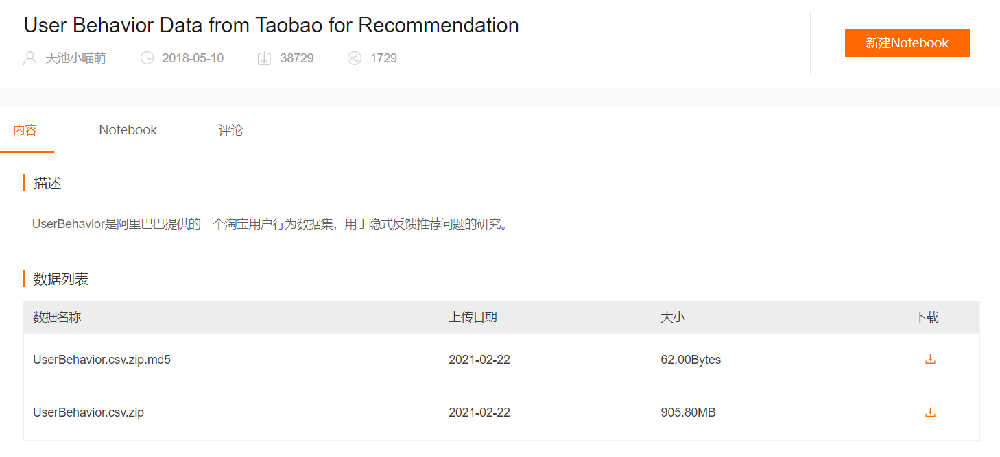 User Behavior Data from Taobao for Recommendation
新建Notebook
天池小喵萌 2018-05-10 38729 1729
内容 Notebook 评论
描述
UserBehavior是阿里巴巴提供的一个淘宝用户行为数据集，用于隐式反馈推荐问题的研究。
数据列表
数据名称 上传日期 大小 下载
UserBehavior.csv.zip.md5 2021-02-22 62.00Bytes
UserBehavior.csv.zip 2021-02-22 905.80MB